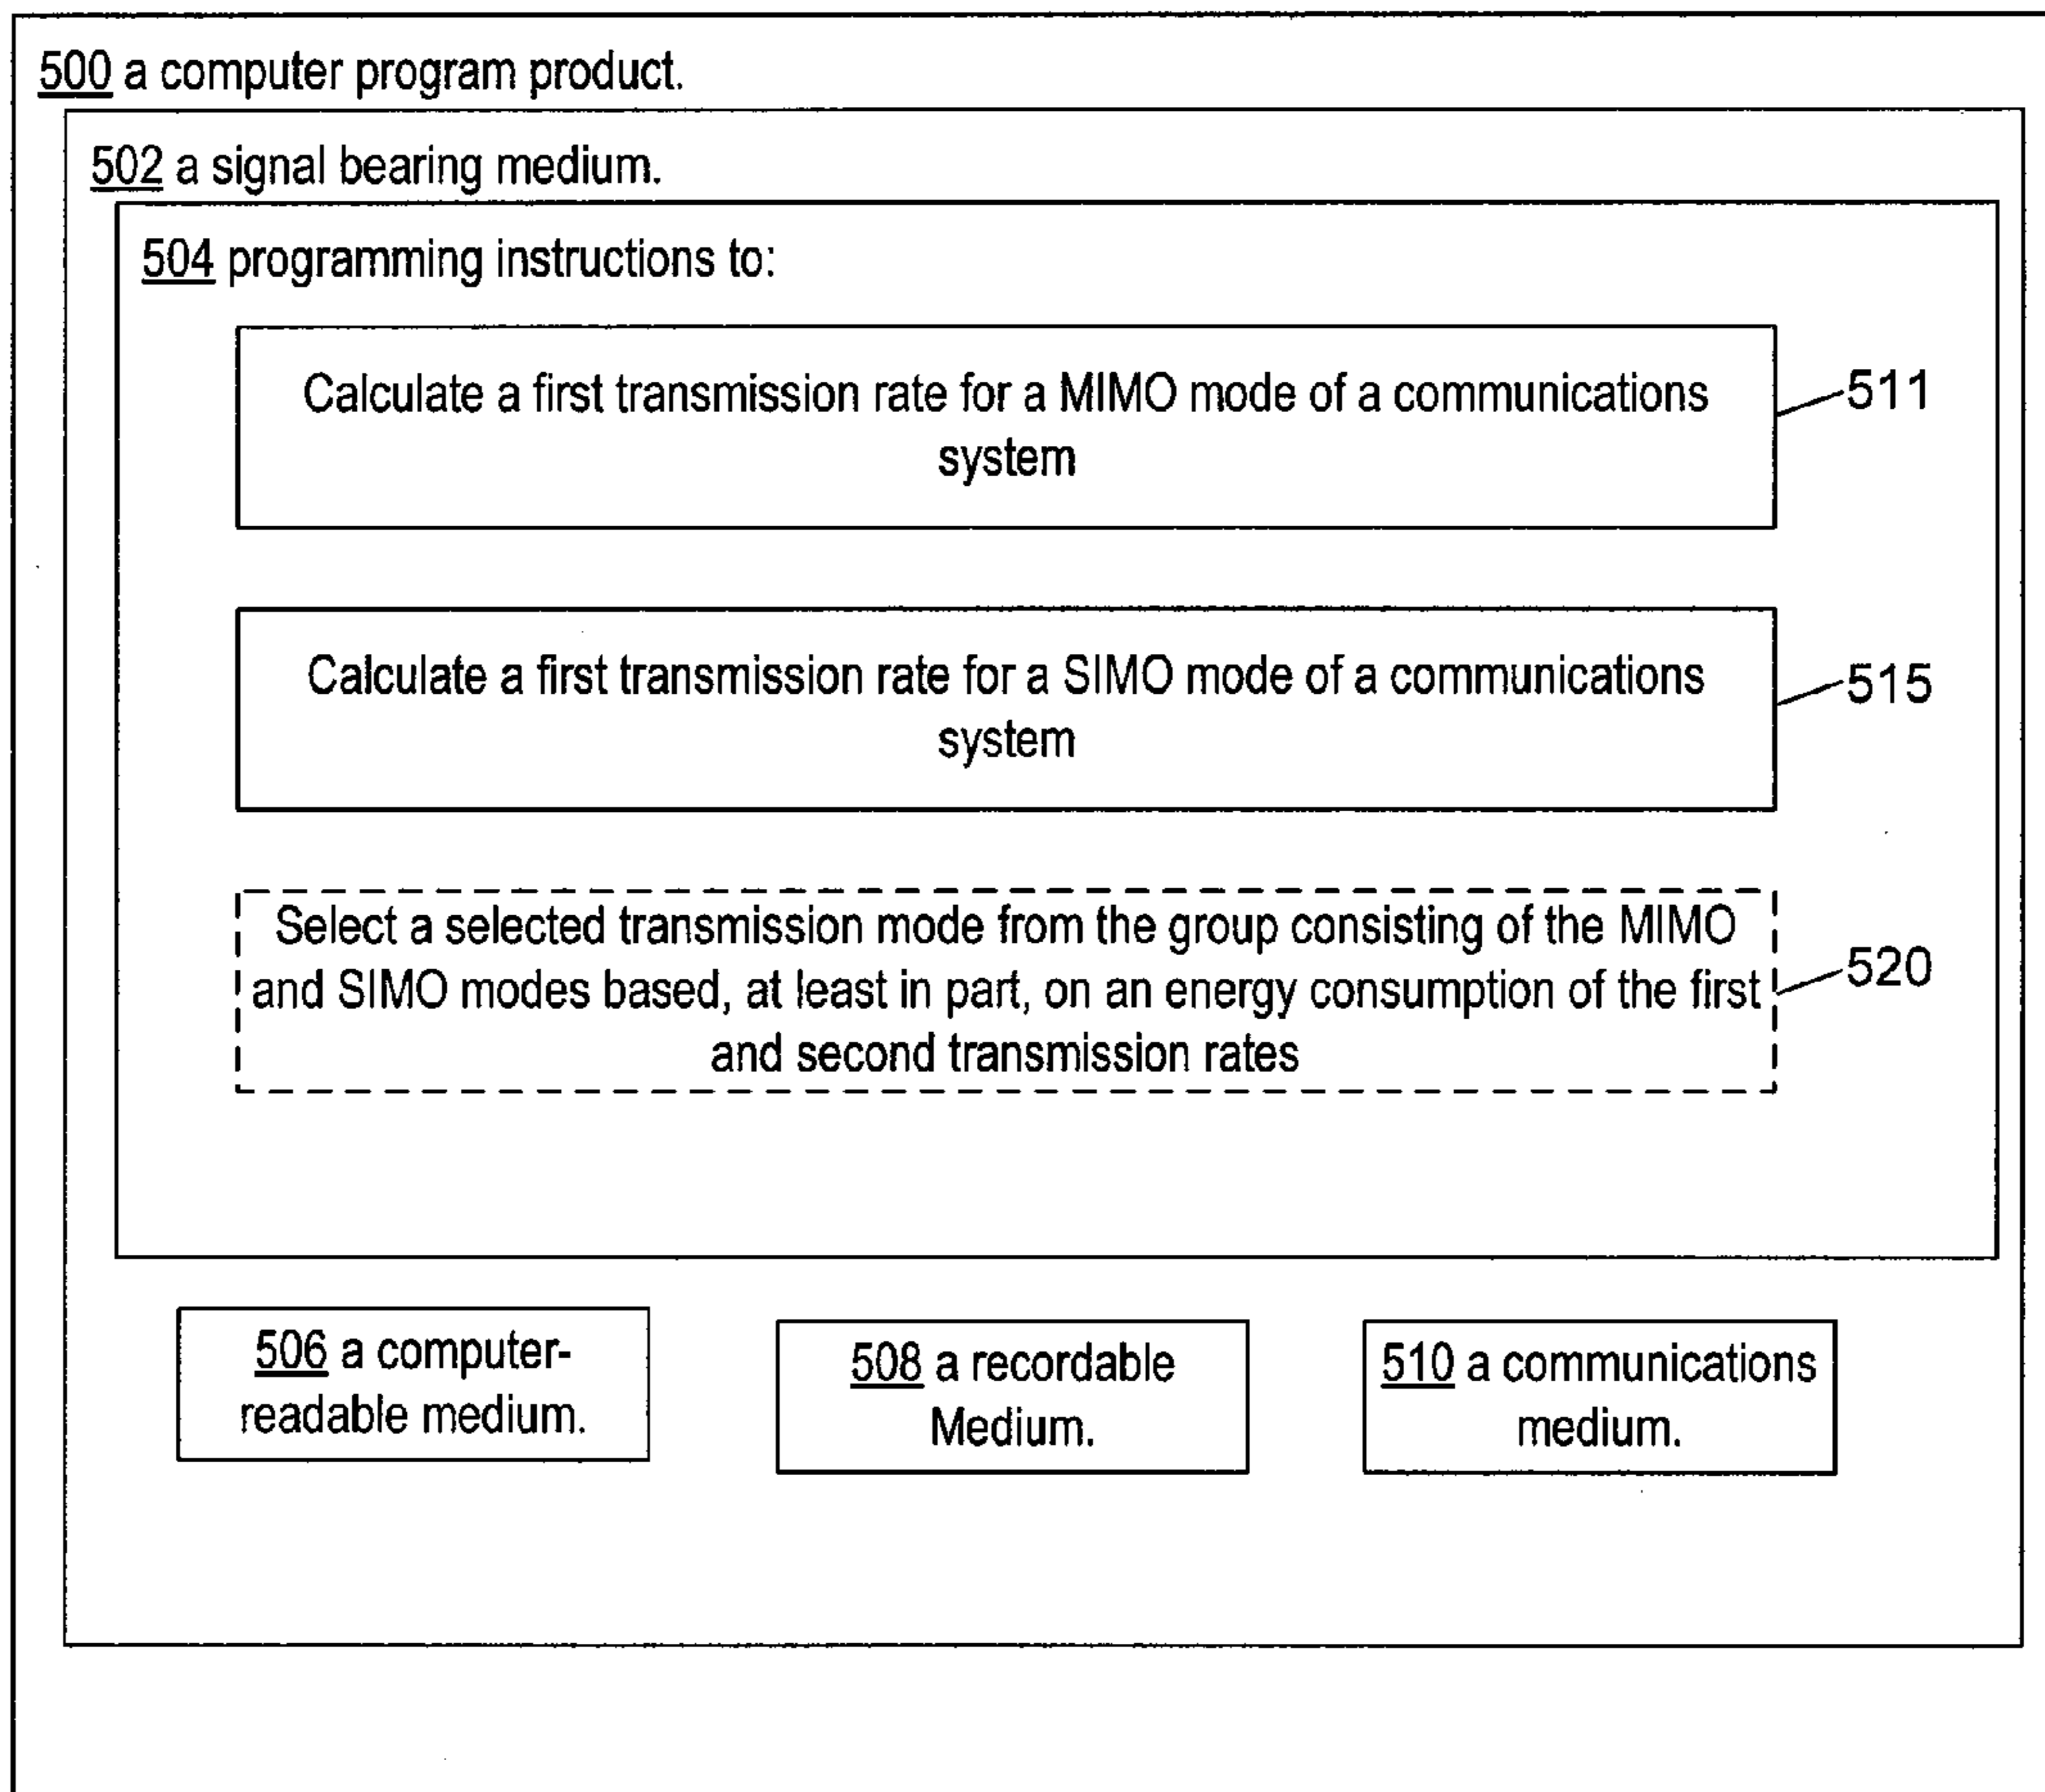 500 a computer program product.
502 a signal bearing medium.
504 programming instructions to:
Calculate a first transmission rate for a MIMO mode of a communications
system
511
Calculate a first transmission rate for a SIMO mode of a communications
system
515
Select a selected transmission mode from the group consisting of the MIMO
and SIMO modes based, at least in part, on an energy consumption of the first
and second transmission rates
520
506 a computer-
readable medium.
508 a recordable
Medium.
510 a communications
medium.